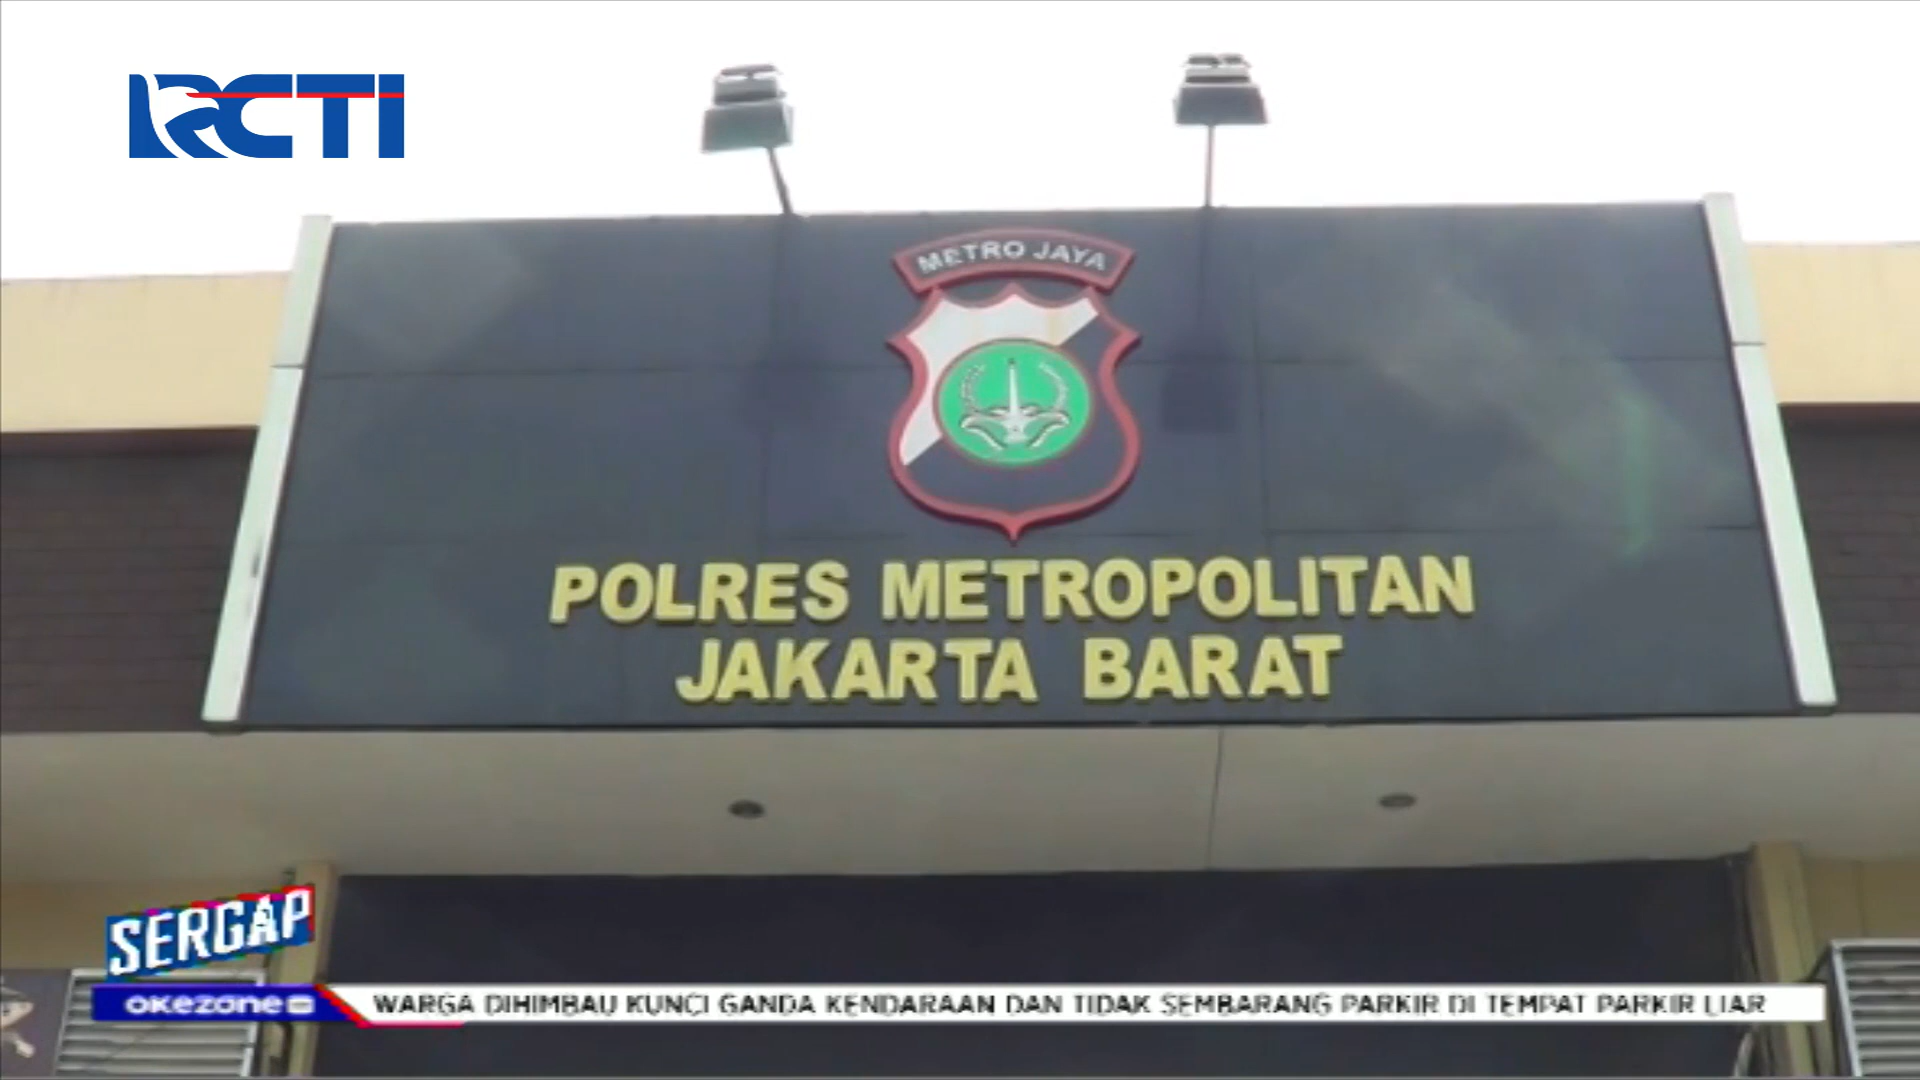 RCTI
METRO JAYA
POLRES METROPOLITAN
JAKARTA BARAT
SERGAP
okezone
WARGA DIHIMBAU KUNCI GANDA KENDARAAN DAN TIDAK SEMBARANG PARKIR DI TEMPAT PARKIR LIAR